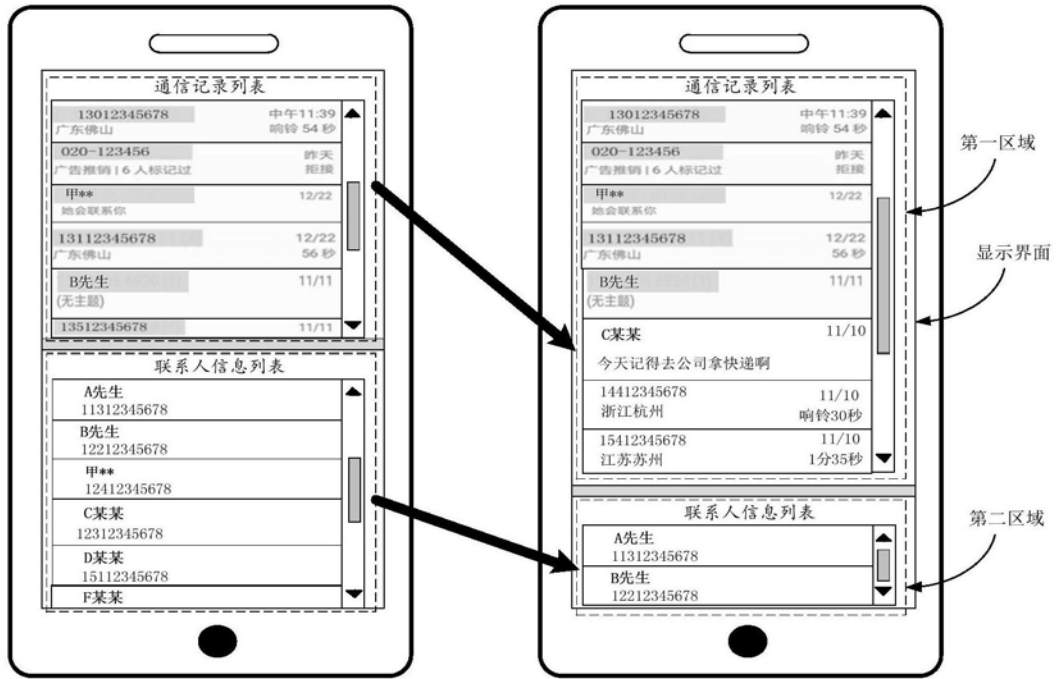 通信记录列表
13012345678 中午11:39
广东佛山 响铃 54 秒
020-123456 昨天
广告推销 | 6 人标记过 拒接
甲** 12/22
她会联系你
13112345678 12/22
广东佛山 56 秒
B先生 11/11
(无主题)
13512345678 11/11
联系人信息列表
A先生
11312345678
B先生
12212345678
甲**
12412345678
C某某
12312345678
D某某
15112345678
F某某
通信记录列表
13012345678 中午11:39
广东佛山 响铃 54 秒
020-123456 昨天
广告推销 | 6 人标记过 拒接
甲** 12/22
她会联系你
13112345678 12/22
广东佛山 56 秒
B先生 11/11
(无主题)
C某某 11/10
今天记得去公司拿快递啊
14412345678 11/10
浙江杭州 响铃30秒
15412345678 11/10
江苏苏州 1分35秒
联系人信息列表
A先生
11312345678
B先生
12212345678
第一区域
显示界面
第二区域